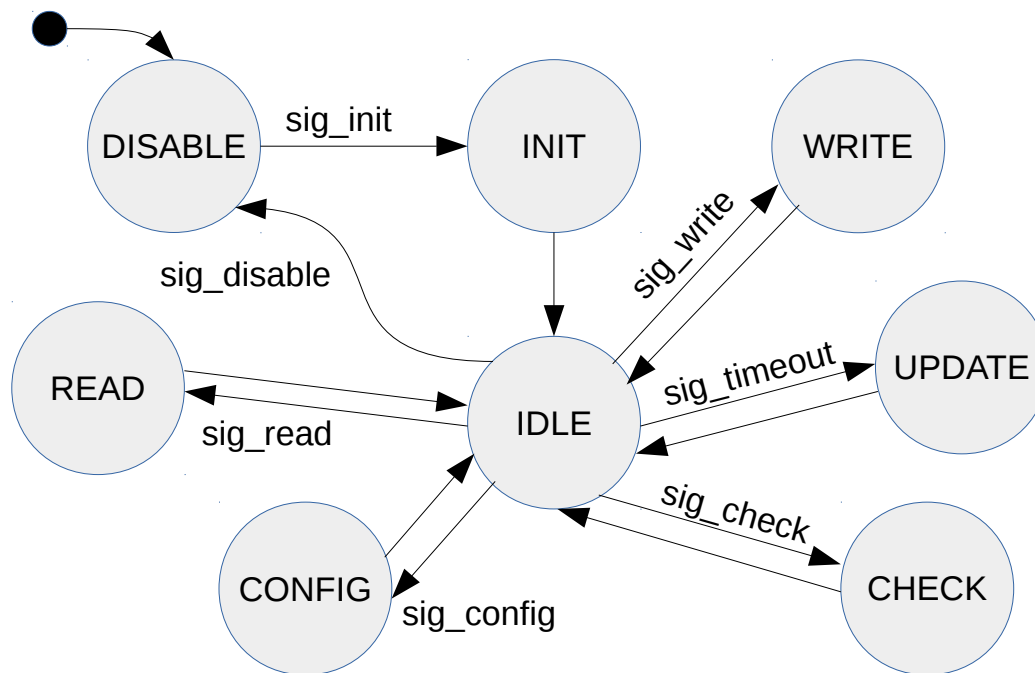 sig_init
DISABLE
INIT
WRITE
sig_write
sig_disable
sig_timeout
UPDATE
READ
sig_read
IDLE
sig_check
CONFIG
sig_config
CHECK